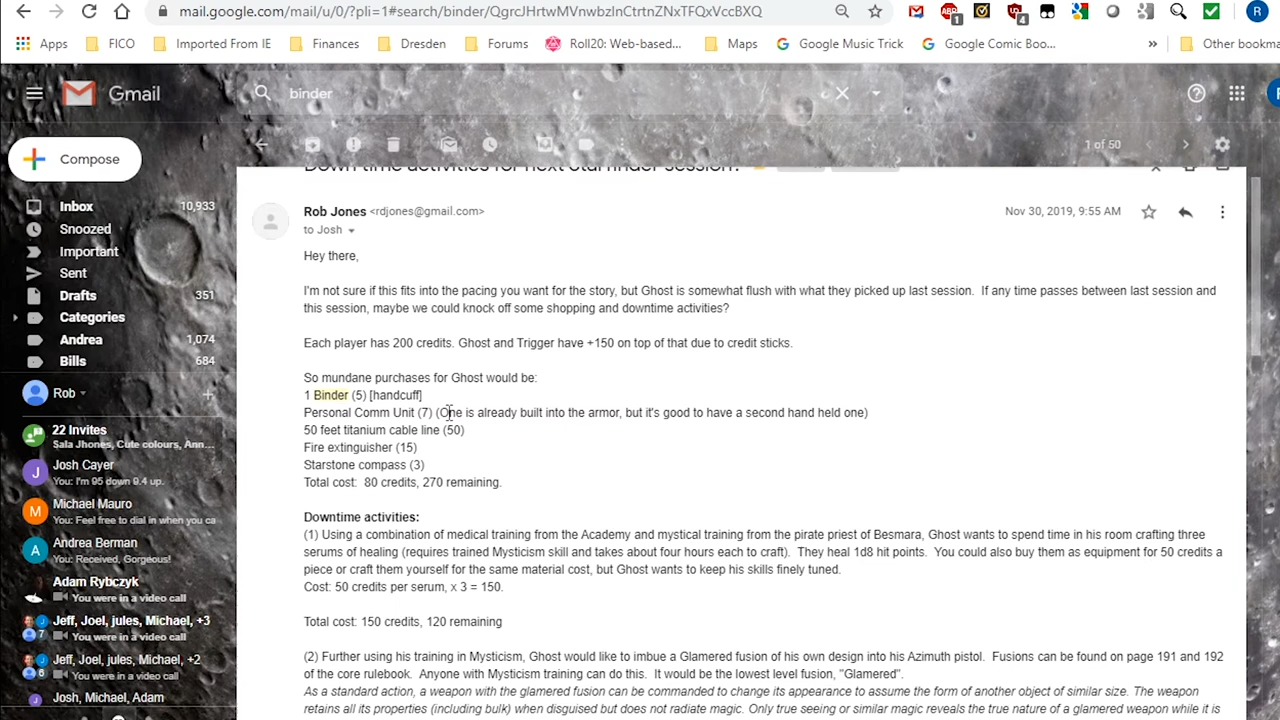 mail.google.com/mail/u/0/?pli=1#search/binder/QgrcJHrtwMVnwbzlnCtrtnZNxTFQxVccBXQ
1
4
R
Apps FICO Imported From IE Finances Dresden Forums Roll20: Web-based... Maps Google Music Trick Google Comic Boo... » Other bookma
Gmail
binder
R
Compose
1 of 50
Down time activities for next Starfinder session?
Inbox 10,933
Snoozed
Important
Sent
Drafts 351
Categories
Andrea 1,074
Bills 684
Rob
22 Invites
Sala Jhones, Cute colours, Ant
Josh Cayer
You: I'm 95 down 9.4 up.
Michael Mauro
You: Feel free to dial in when you ca
Andrea Berman
You: Received, Gorgeous!
Adam Rybczyk
You were in a video call
Jeff, Joel, jules, Michael, +3
You were in a video call
Jeff, Joel, jules, Michael, +2
You were in a video call
Josh, Michael, Adam
Rob Jones <rdjones@gmail.com>
Nov 30, 2019, 9:55 AM
to Josh
Hey there,
I'm not sure if this fits into the pacing you want for the story, but Ghost is somewhat flush with what they picked up last session. If any time passes between last session and
this session, maybe we could knock off some shopping and downtime activities?
Each player has 200 credits. Ghost and Trigger have +150 on top of that due to credit sticks.
So mundane purchases for Ghost would be:
1 Binder (5) [handcuff]
Personal Comm Unit (7) (One is already built into the armor, but it's good to have a second hand held one)
50 feet titanium cable line (50)
Fire extinguisher (15)
Starstone compass (3)
Total cost: 80 credits, 270 remaining.
Downtime activities:
(1) Using a combination of medical training from the Academy and mystical training from the pirate priest of Besmara, Ghost wants to spend time in his room crafting three
serums of healing (requires trained Mysticism skill and takes about four hours each to craft). They heal 1d8 hit points. You could also buy them as equipment for 50 credits a
piece or craft them yourself for the same material cost, but Ghost wants to keep his skills finely tuned.
Cost: 50 credits per serum, x 3 = 150.
Total cost: 150 credits, 120 remaining
(2) Further using his training in Mysticism, Ghost would like to imbue a Glamered fusion of his own design into his Azimuth pistol. Fusions can be found on page 191 and 192
of the core rulebook. Anyone with Mysticism training can do this. It would be the lowest level fusion, "Glamered".
As a standard action, a weapon with the glamered fusion can be commanded to change its appearance to assume the form of another object of similar size. The weapon
retains all its properties (including bulk) when disguised but does not radiate magic. Only true seeing or similar magic reveals the true nature of a glamered weapon while it is